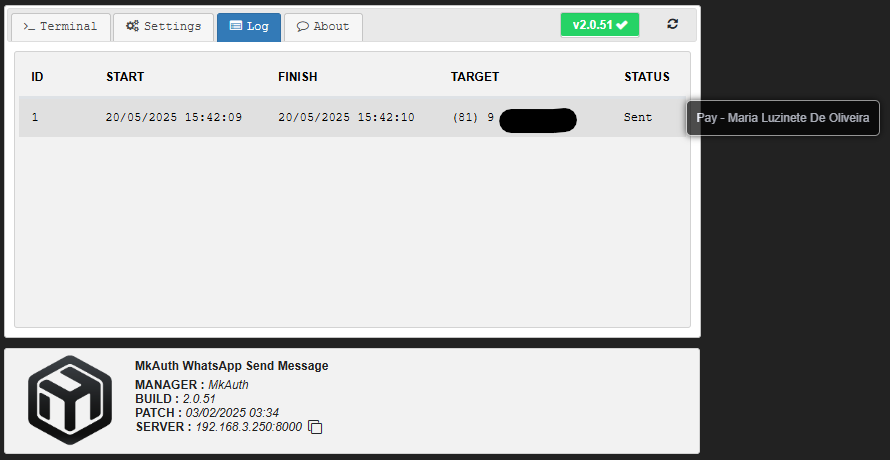 >_ Terminal Settings Log About v2.0.51
ID START FINISH TARGET STATUS
1 20/05/2025 15:42:09 20/05/2025 15:42:10 (81) 9 Sent
Pay - Maria Luzinete De Oliveira
MkAuth WhatsApp Send Message
MANAGER : MkAuth
BUILD : 2.0.51
PATCH : 03/02/2025 03:34
SERVER : 192.168.3.250:8000